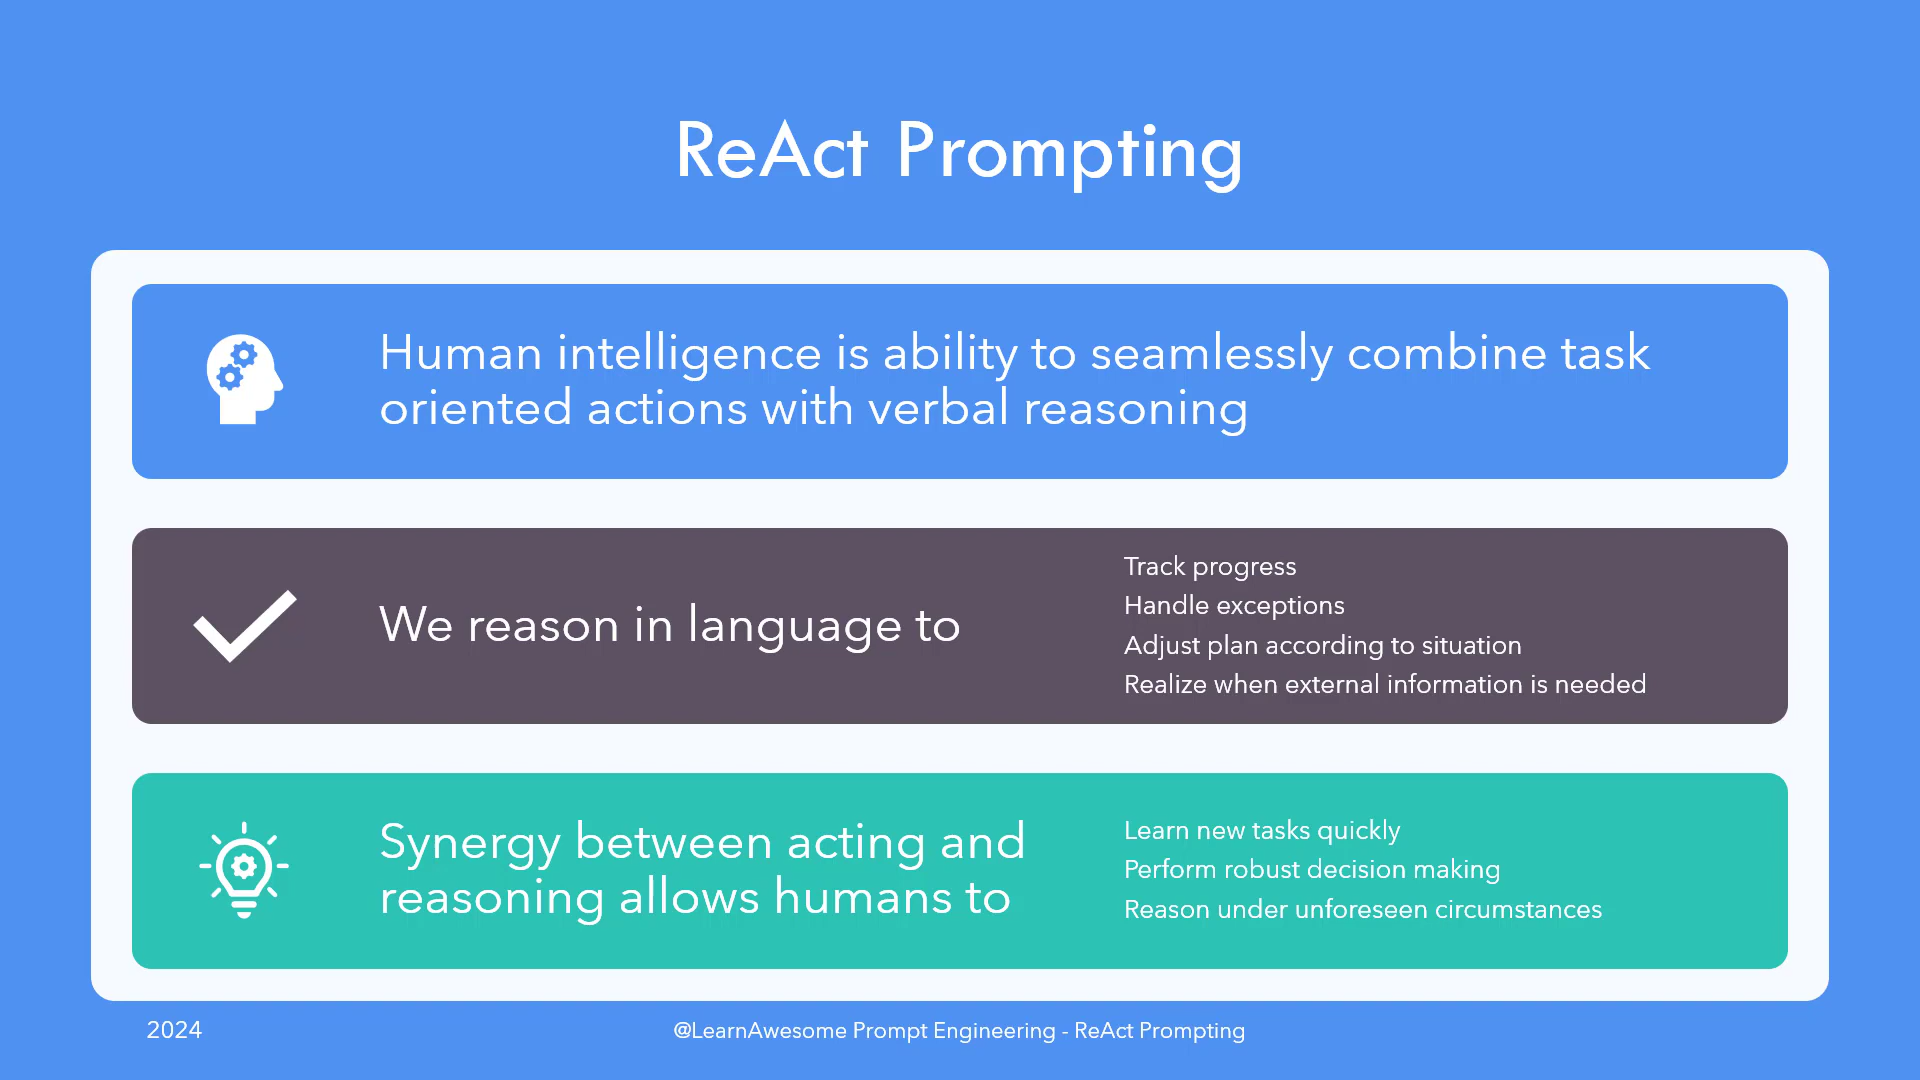 ReAct Prompting
Human intelligence is ability to seamlessly combine task
oriented actions with verbal reasoning
We reason in language to
Track progress
Handle exceptions
Adjust plan according to situation
Realize when external information is needed
Synergy between acting and
reasoning allows humans to
Learn new tasks quickly
Perform robust decision making
Reason under unforeseen circumstances
2024
@LearnAwesome Prompt Engineering - ReAct Prompting